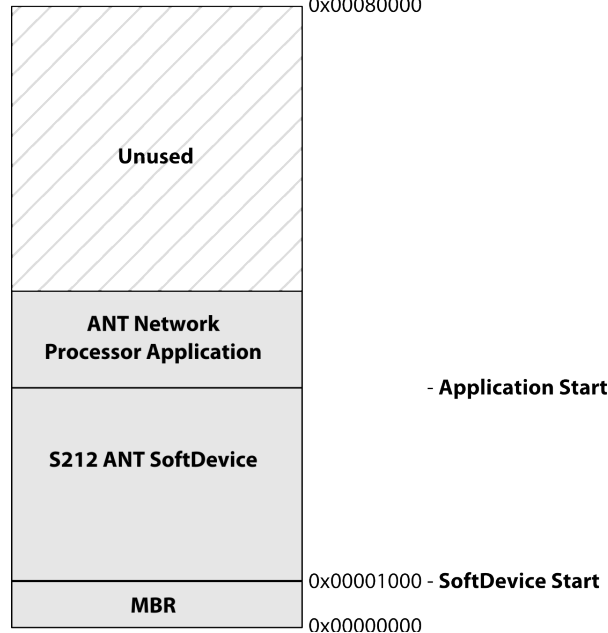 0x00080000
Unused
ANT Network
Processor Application
- Application Start
S212 ANT SoftDevice
0x00001000 - SoftDevice Start
MBR
0x00000000